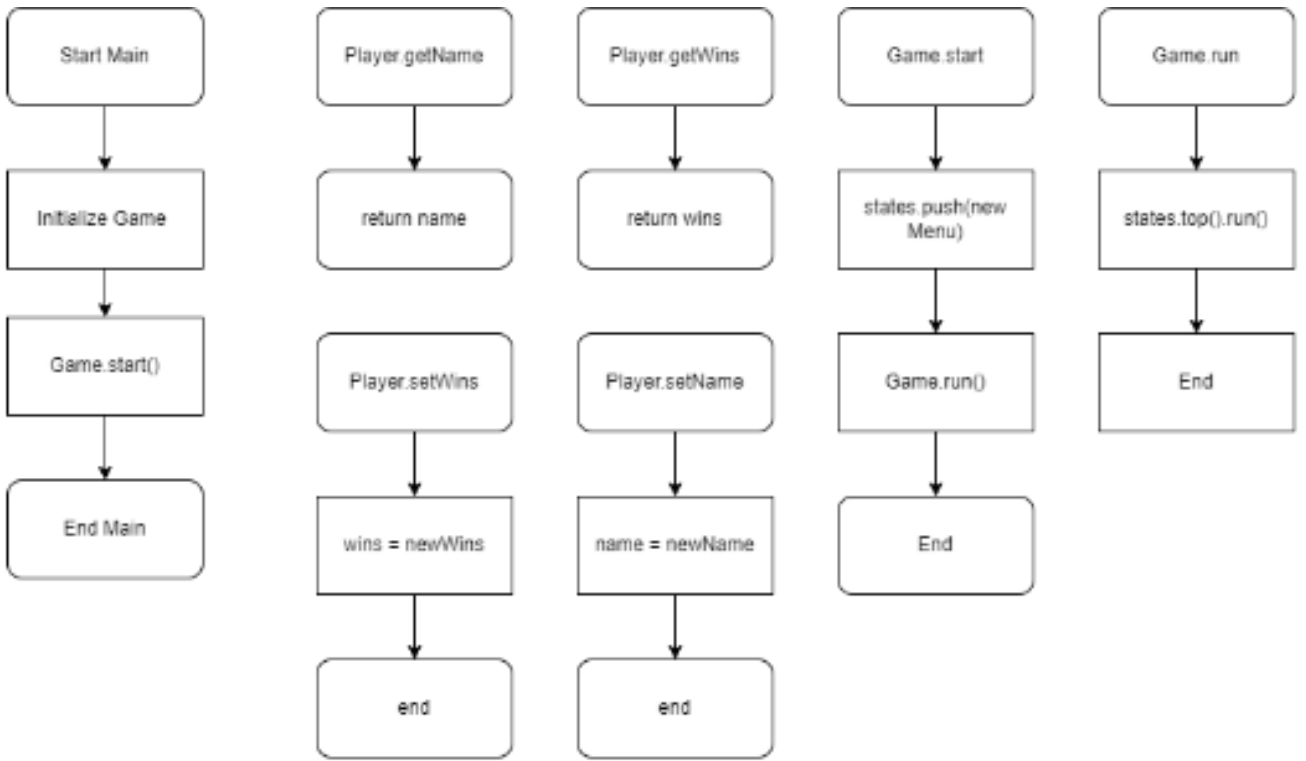 Start Main
Initialize Game
Game.start()
End Main
Player.getName
return name
Player.getWins
return wins
Player.setWins
wins = newWins
end
Player.setName
name = newName
end
Game.start
states.push(new
Menu)
Game.run()
End
Game.run
states.top().run()
End